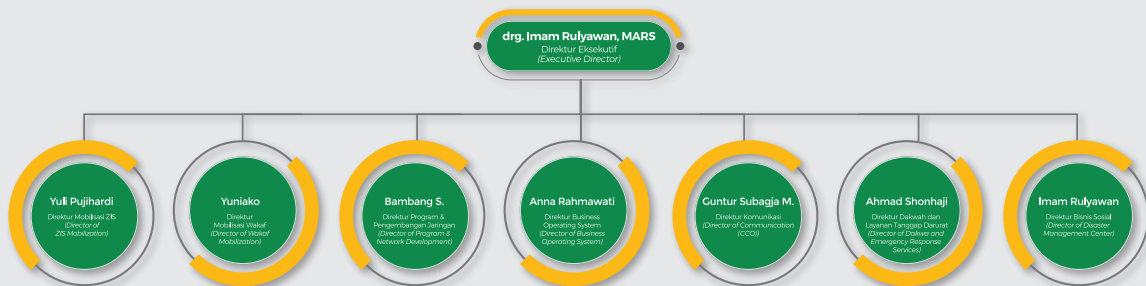 drg. Imam Rulyawan, MARS
Direktur Eksekutif
(Executive Director)
Yuli Pujihardi
Direktur Mobilisasi ZIS
(Director of
ZIS Mobilization)
Yuniako
Direktur
Mobilisasi Wakaf
(Director of Wakaf
Mobilization)
Bambang S.
Direktur Program &
Pengembangan Jaringan
(Director of Program &
Network Development)
Anna Rahmawati
Direktur Business
Operating System
(Director of Business
Operating System)
Guntur Subagja M.
Direktur Komunikasi
(Director of Communication
(CCO))
Ahmad Shonhaji
Direktur Dakwah dan
Layanan Tanggap Darurat
(Director of Dakwa and
Emergency Response
Services)
Imam Rulyawan
Direktur Bisnis Sosial
(Director of Disaster
Management Center)